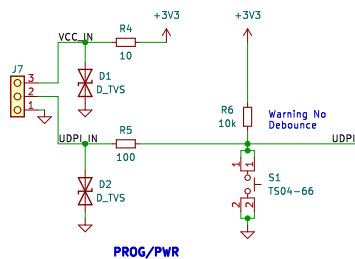 +3V3
+3V3
VCC_IN
R4
10
J7
3
2
1
D1
D_TVS
R6
10k
Warning No
Debounce
UDPI_IN
R5
100
UDPI
1
1
S1
TS04-66
2
2
D2
D_TVS
PROG/PWR